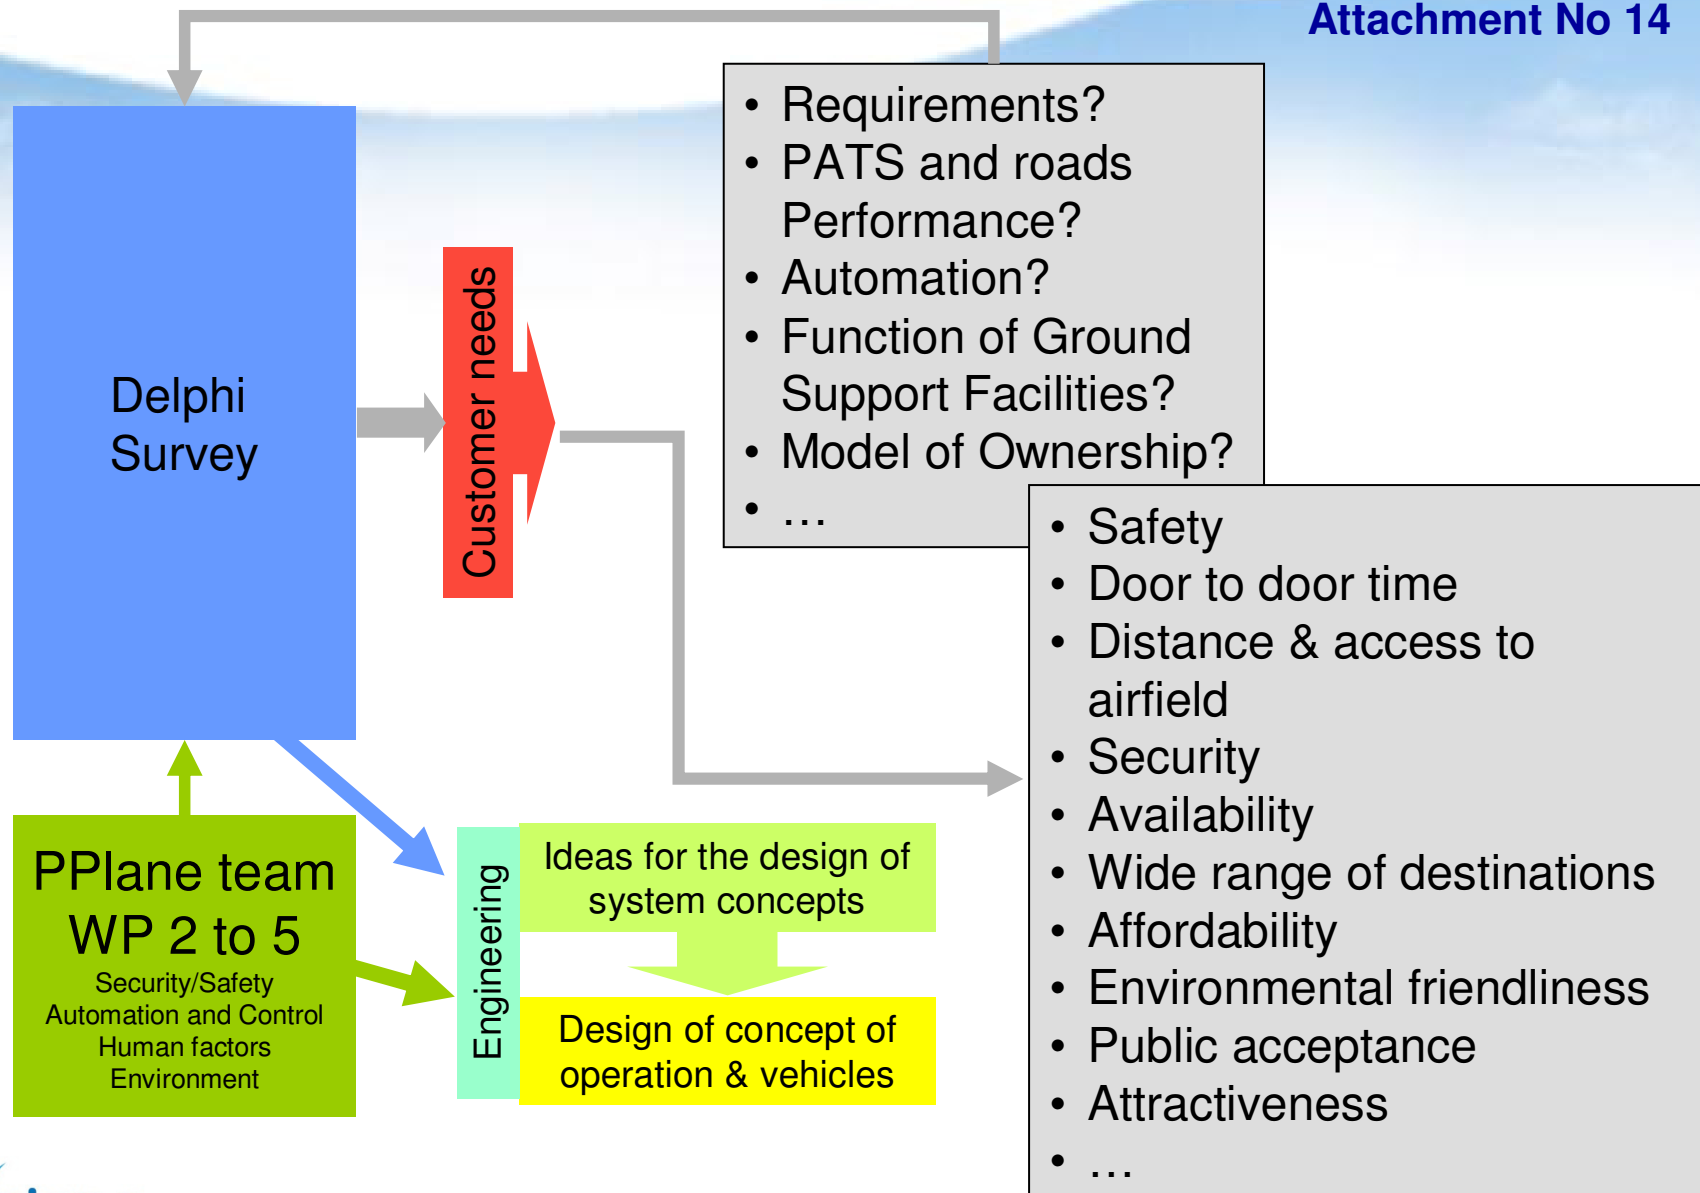 Attachment No 14
• Requirements?
• PATS and roads
Performance?
• Automation?
• Function of Ground
Support Facilities?
• Model of Ownership?
• …
Delphi
Survey
Customer needs
• Safety
• Door to door time
• Distance & access to
airfield
• Security
• Availability
• Wide range of destinations
• Affordability
• Environmental friendliness
• Public acceptance
• Attractiveness
• …
PPlane team
WP 2 to 5
Security/Safety
Automation and Control
Human factors
Environment
Engineering
Ideas for the design of
system concepts
Design of concept of
operation & vehicles